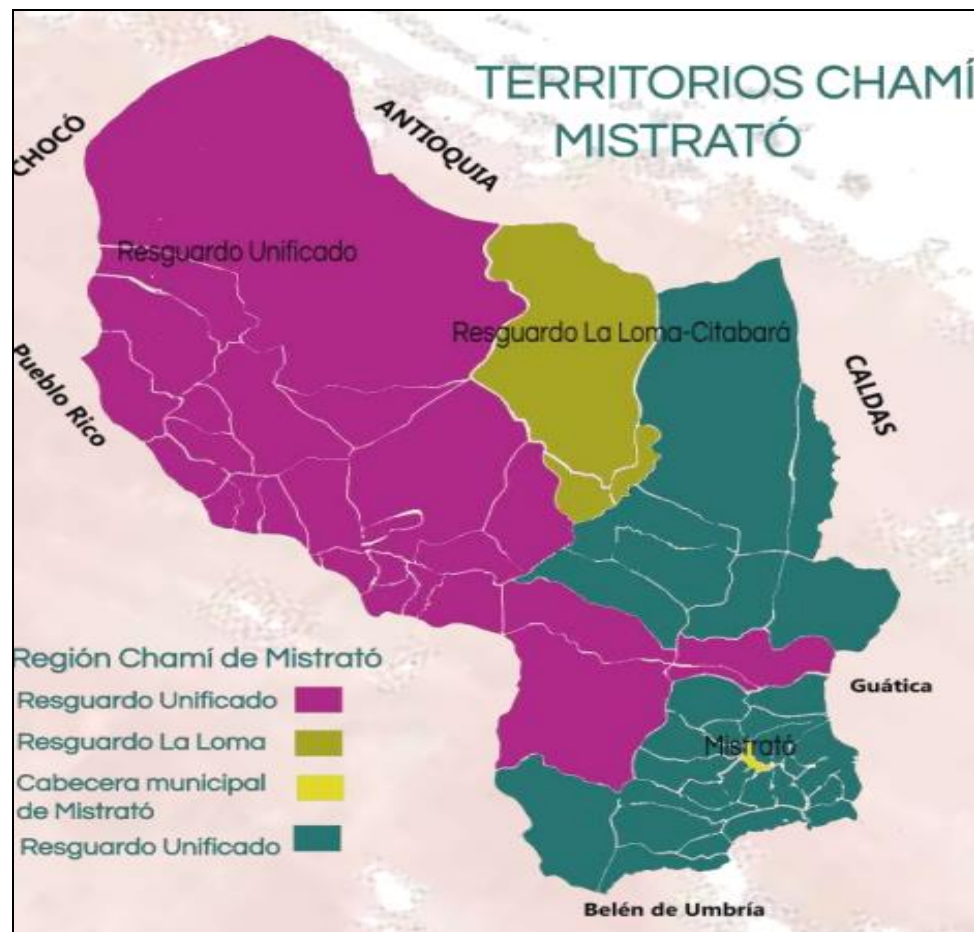 TERRITORIOS CHAMÍ
MISTRATÓ
CHOCÓ
ANTIOQUIA
Resguardo Unificado
Resguardo La Loma-Citabará
Pueblo Rico
CALDAS
Región Chamí de Mistrató
Resguardo Unificado
Resguardo La Loma
Cabecera municipal
de Mistrató
Resguardo Unificado
Guática
Mistrató
Belén de Umbría